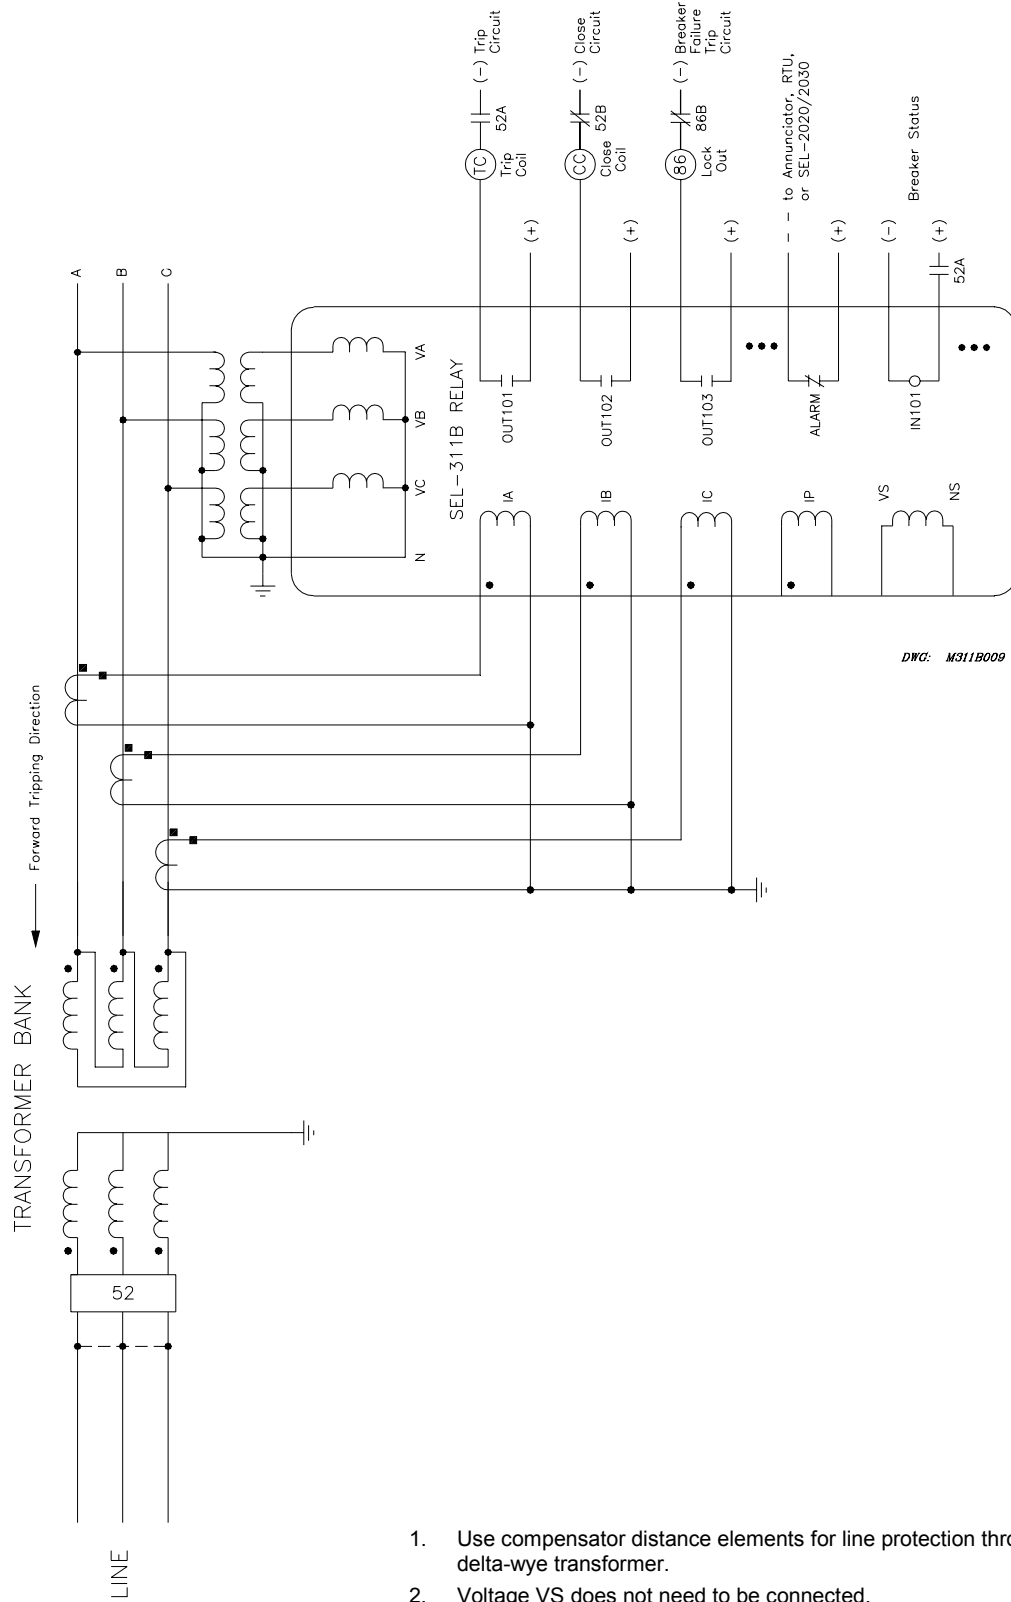 (-) Trip
Circuit
52A
TC
Trip
Coil
(+)
(-) Close
Circuit
52B
CC
Close
Coil
(+)
(-) Breaker
Failure
Trip
Circuit
86B
86
Lock
Out
(+)
- - to Annunciator, RTU,
or SEL-2020/2030
(+)
Breaker Status
(-)
(+)
52A
A
B
C
VA
VB
VC
N
SEL-311B RELAY
OUT101
OUT102
OUT103
ALARM
IN101
IA
IB
IC
IP
VS
NS
DWG: M311B009
Forward Tripping Direction
TRANSFORMER BANK
52
LINE
1. Use compensator distance elements for line protection
delta-wye transformer.
2. Voltage VS does not need to be connected.